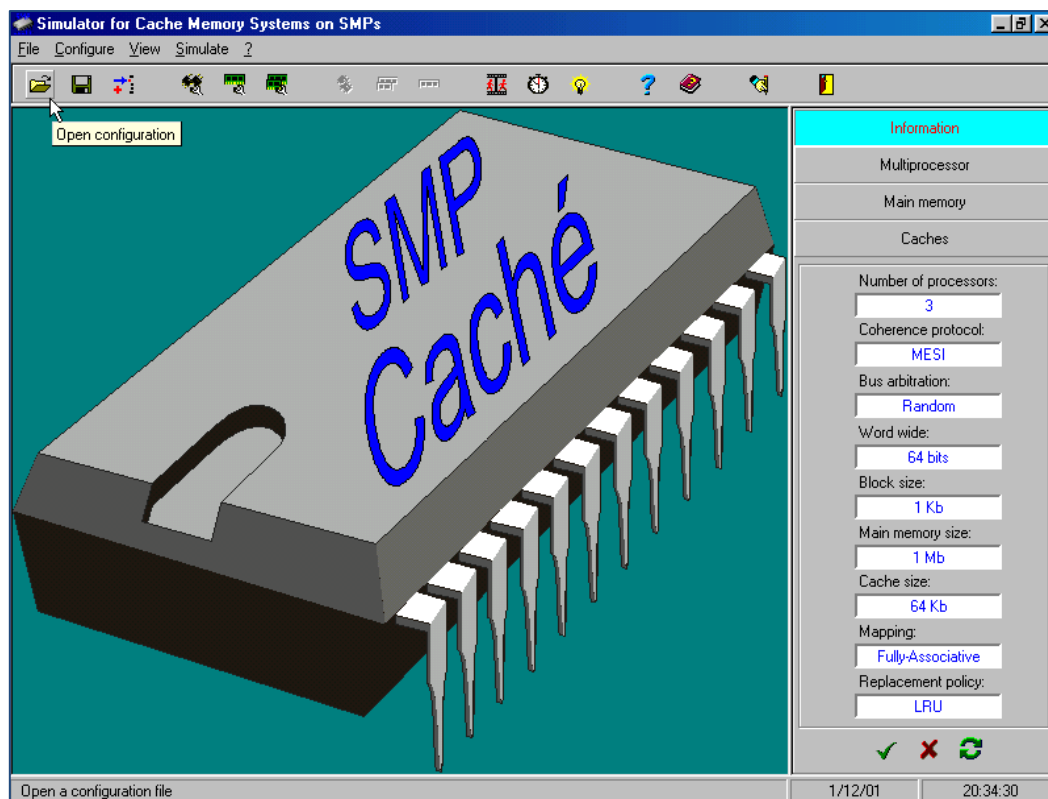 Simulator for Cache Memory Systems on SMPs
File Configure View Simulate ?
Open configuration
SMP
Caché
Information
Multiprocessor
Main memory
Caches
Number of processors:
3
Coherence protocol:
MESI
Bus arbitration:
Random
Word wide:
64 bits
Block size:
1 Kb
Main memory size:
1 Mb
Cache size:
64 Kb
Mapping:
Fully-Associative
Replacement policy:
LRU
Open a configuration file 1/12/01 20:34:30